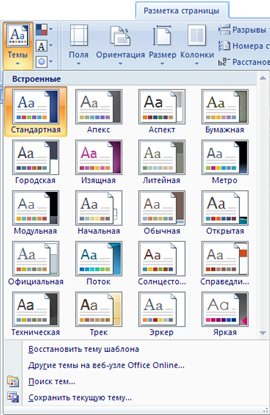 Разметка страницы
Aa
Темы
Поля
Ориентация
Размер
Колонки
Разрывы
Номера с
Расстанов
Встроенные
Aa Aa Aa Aa
Стандартная Апекс Аспект Бумажная
Aa Aa Aa Aa
Городская Изящная Литейная Метро
Aa Aa Aa Aa
Модульная Начальная Обычная Открытая
Aa Aa Aa Aa
Официальная Поток Солнцесто... Справедли...
Aa Aa Aa Aa
Техническая Трек Эркер Яркая
Восстановить тему шаблона
Другие темы на веб-узле Office Online...
Поиск тем...
Сохранить текущую тему...